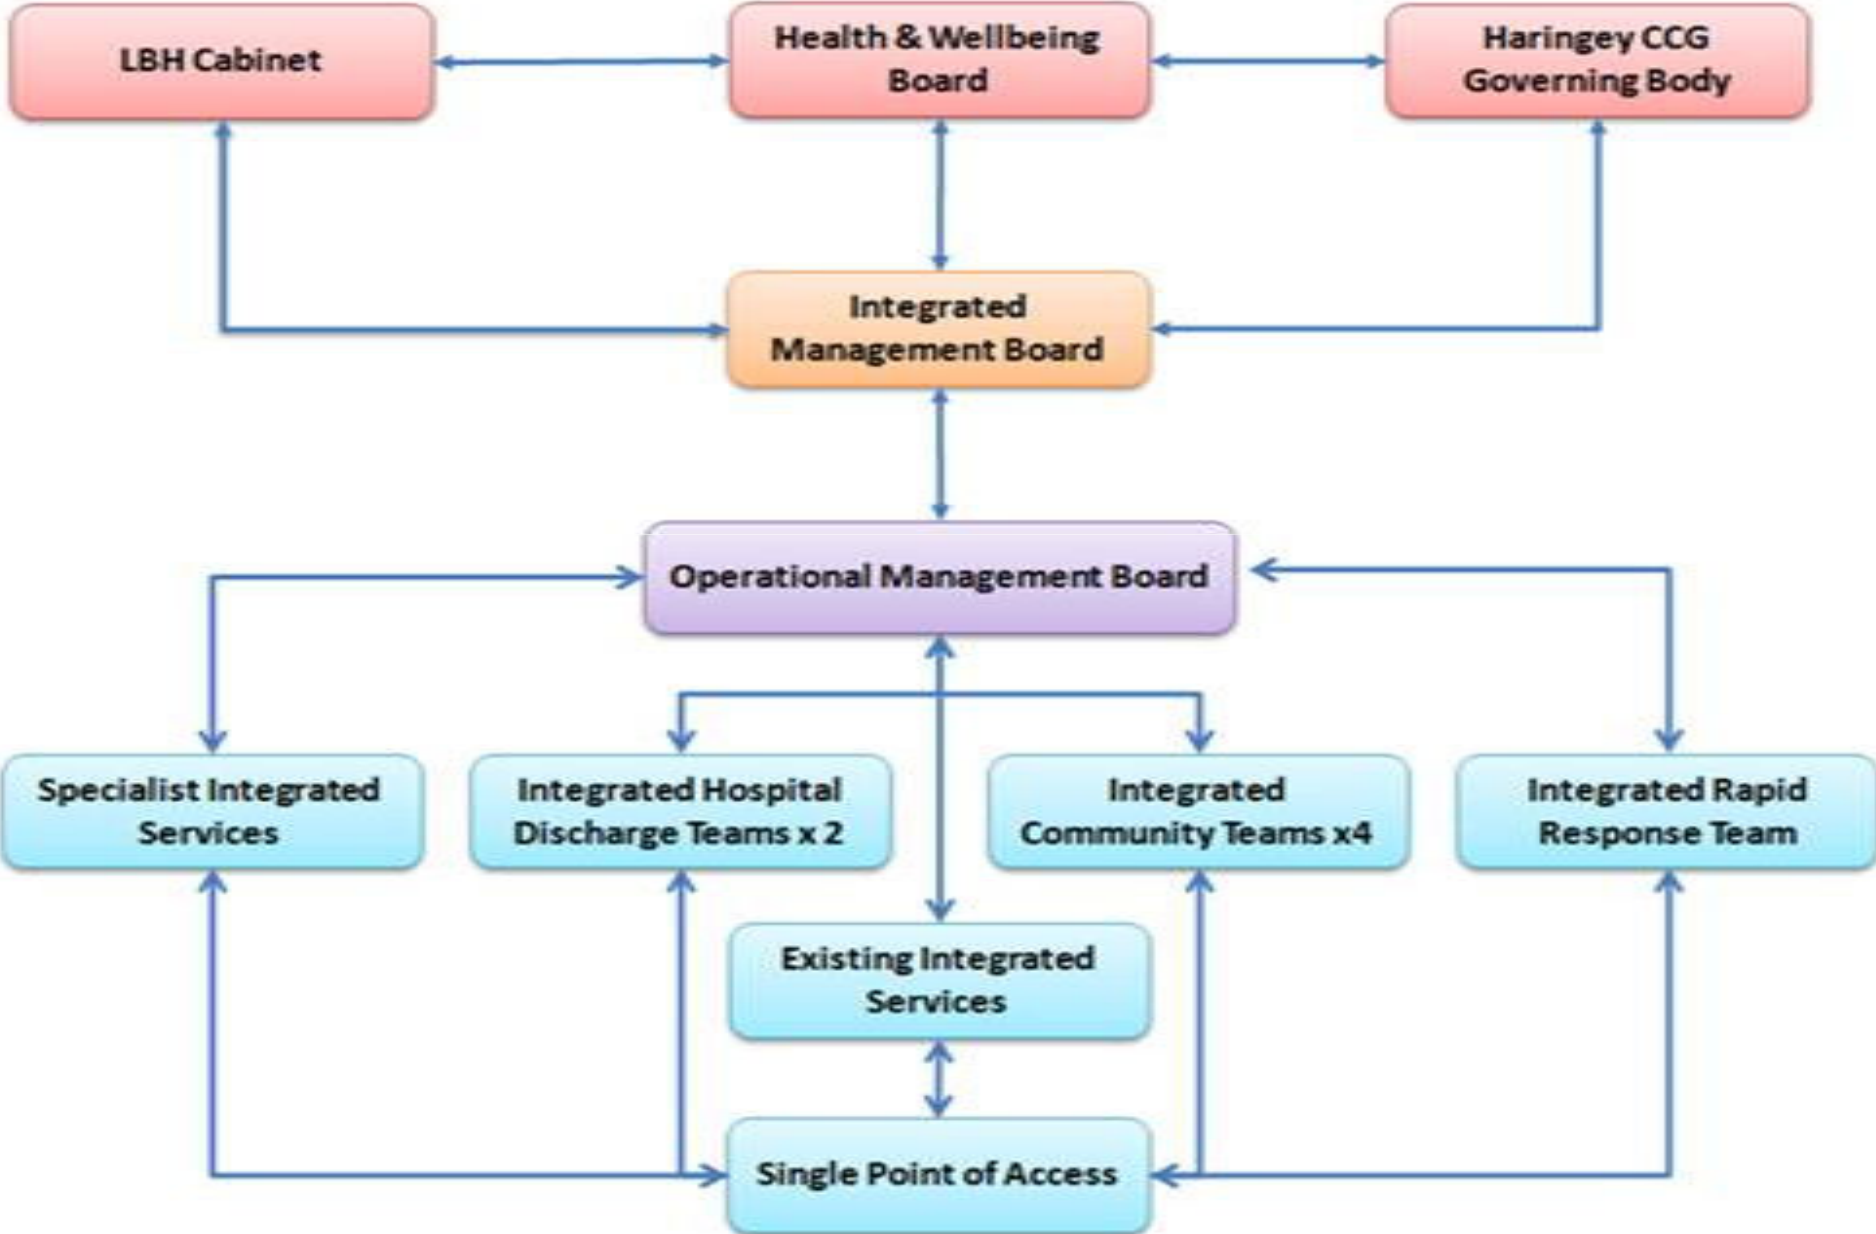 LBH Cabinet
Health & Wellbeing
Board
Haringey CCG
Governing Body
Integrated
Management Board
Operational Management Board
Specialist Integrated
Services
Integrated Hospital
Discharge Teams x 2
Integrated
Community Teams x4
Integrated Rapid
Response Team
Existing Integrated
Services
Single Point of Access